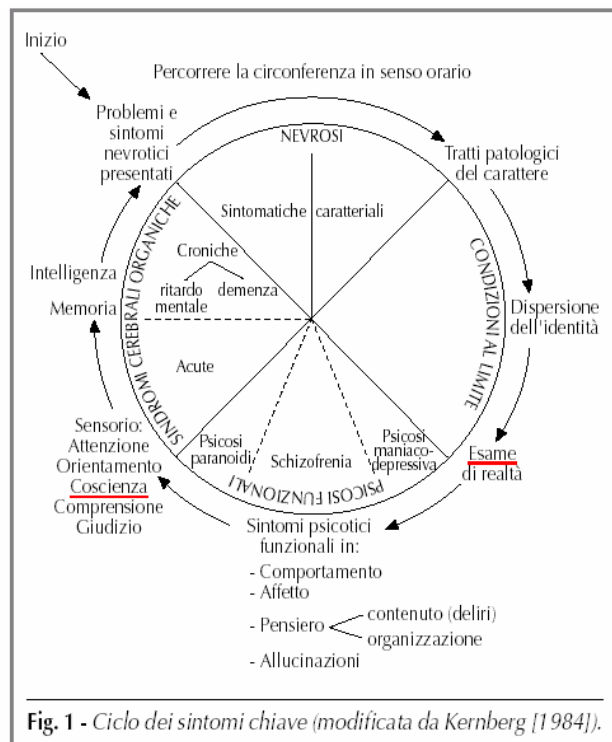 Inizio
Percorrere la circonferenza in senso orario
Problemi e
sintomi
nevrotici
presentati
NEVROSI
Tratti patologici
del carattere
Sintomatiche caratteriali
SINDROMI CEREBRALI ORGANICHE
Croniche
ritardo
mentale
demenza
CONDIZIONI AL LIMITE
Intelligenza
Memoria
Dispersione
dell'identità
Acute
Sensorio:
Attenzione
Orientamento
Coscienza
Comprensione
Giudizio
Psicosi
paranoidi
Schizofrenia
Psicosi
maniaco-
depressiva
PSICOSI FUNZIONALI
Esame
di realtà
Sintomi psicotici
funzionali in:
- Comportamento
- Affetto
- Pensiero
contenuto (deliri)
organizzazione
- Allucinazioni
Fig. 1 - Ciclo dei sintomi chiave (modificata da Kernberg [1984]).